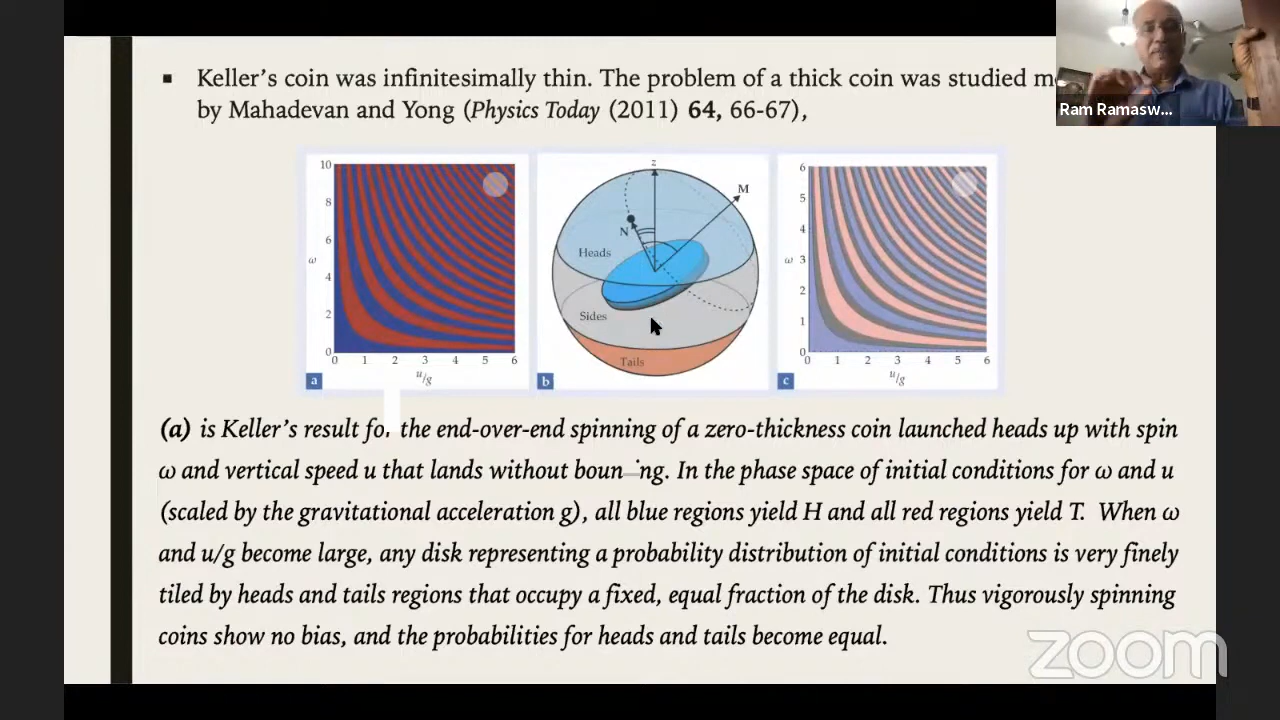 Keller’s coin was infinitesimally thin. The problem of a thick coin was studied
by Mahadevan and Yong (Physics Today (2011) 64, 66-67),
Ram Ramasw...
10
8
6
ω
4
2
0
0 1 2 3 4 5 6
u/g
a
z
M
N
Heads
Sides
Tails
b
6
5
4
ω 3
2
1
0
0 1 2 3 4 5 6
u/g
c
(a) is Keller’s result for the end-over-end spinning of a zero-thickness coin launched heads up with spin
ω and vertical speed u that lands without In the phase space of initial conditions for ω and u
(scaled by the gravitational acceleration g), all blue regions yield H and all red regions yield T. When ω
and u/g become large, any disk representing a probability distribution of initial conditions is very finely
tiled by heads and tails regions that occupy a fixed, equal fraction of the disk. Thus vigorously spinning
coins show no bias, and the probabilities for heads and tails become equal.
zoom